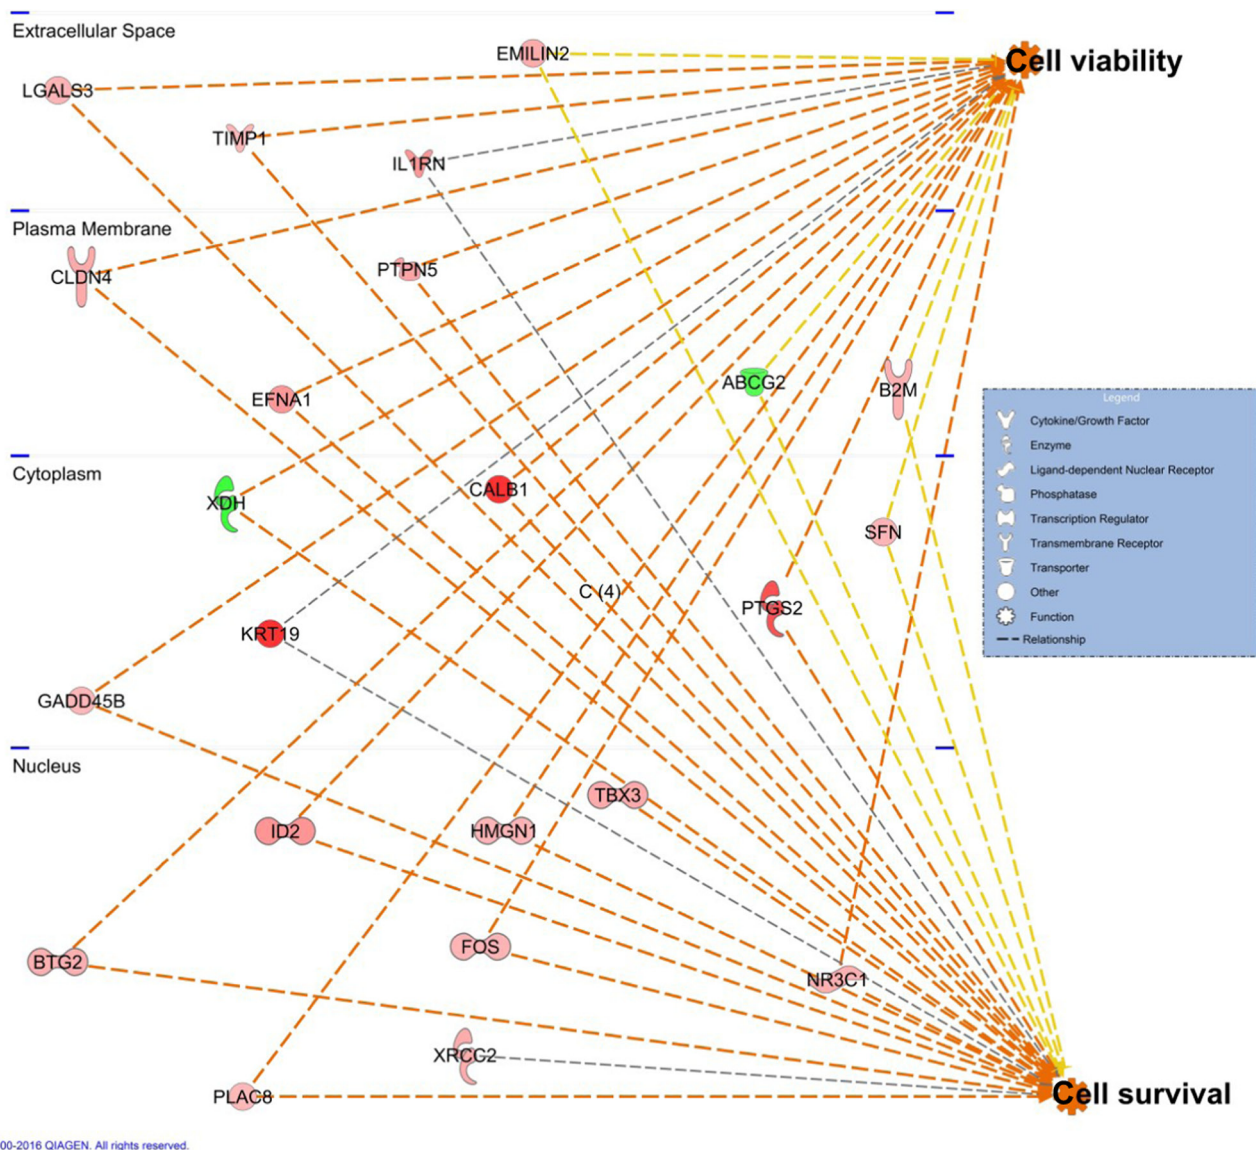 Extracellular Space
EMILIN2
Cell viability
LGALS3
TIMP1
IL1RN
Plasma Membrane
CLDN4
PTPN5
EFNA1
ABCG2
B2M
Legend
Cytokine/Growth Factor
Enzyme
Ligand-dependent Nuclear Receptor
Phosphatase
Transcription Regulator
Transmembrane Receptor
Transporter
Other
Function
Relationship
Cytoplasm
XDH
CALB1
SFN
C (4)
PTGS2
KRT19
GADD45B
Nucleus
TBX3
ID2
HMGN1
BTG2
FOS
NR3C1
XRCC2
PLAC8
Cell survival
00-2016 QIAGEN. All rights reserved.